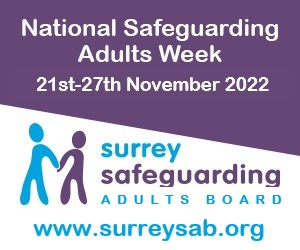 National Safeguarding
Adults Week
21st-27th November 2022
surrey
safeguarding
ADULTS BOARD
www.surreysab.org